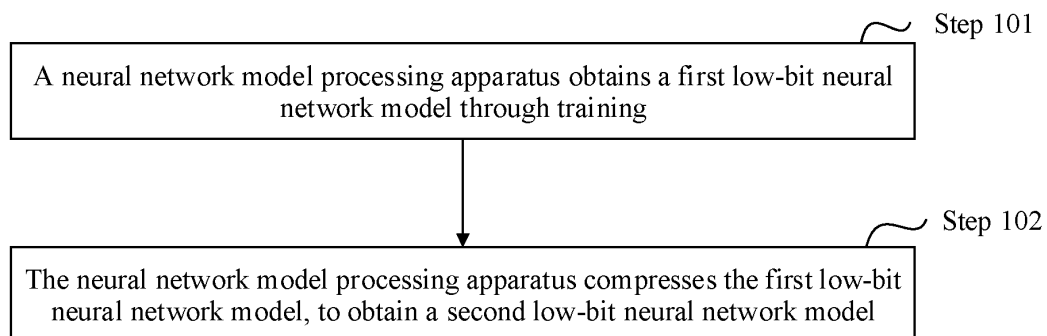 Step 101
A neural network model processing apparatus obtains a first low-bit neural
network model through training
Step 102
The neural network model processing apparatus compresses the first low-bit
neural network model, to obtain a second low-bit neural network model